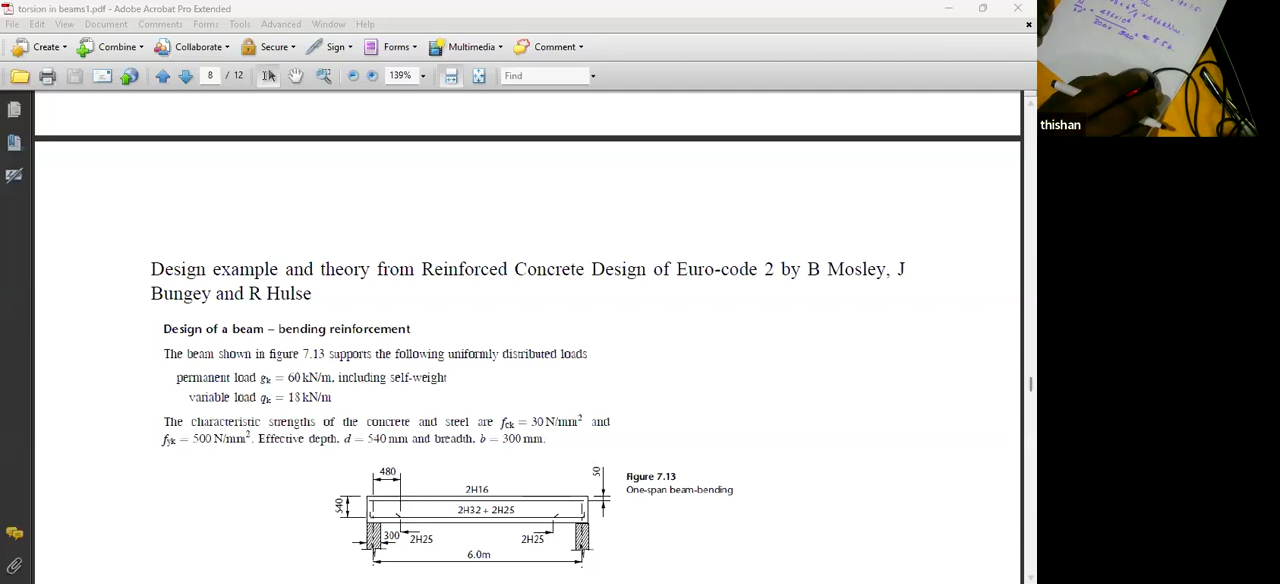 torsion in beams1.pdf - Adobe Acrobat Pro Extended
File Edit View Document Comments Forms Tools Advanced Window Help
Create Combine Collaborate Secure Sign Forms Multimedia Comment
8 / 12 139% Find
thishan
Design example and theory from Reinforced Concrete Design of Euro-code 2 by B Mosley, J
Bungey and R Hulse
Design of a beam – bending reinforcement
The beam shown in figure 7.13 supports the following uniformly distributed loads
permanent load gk = 60 kN/m, including self-weight
variable load qk = 18 kN/m
The characteristic strengths of the concrete and steel are fck = 30 N/mm² and
fyk = 500 N/mm². Effective depth, d = 540 mm and breadth, b = 300 mm.
480
50
Figure 7.13
One-span beam-bending
2H16
540
2H32 + 2H25
300 2H25 2H25
6.0m